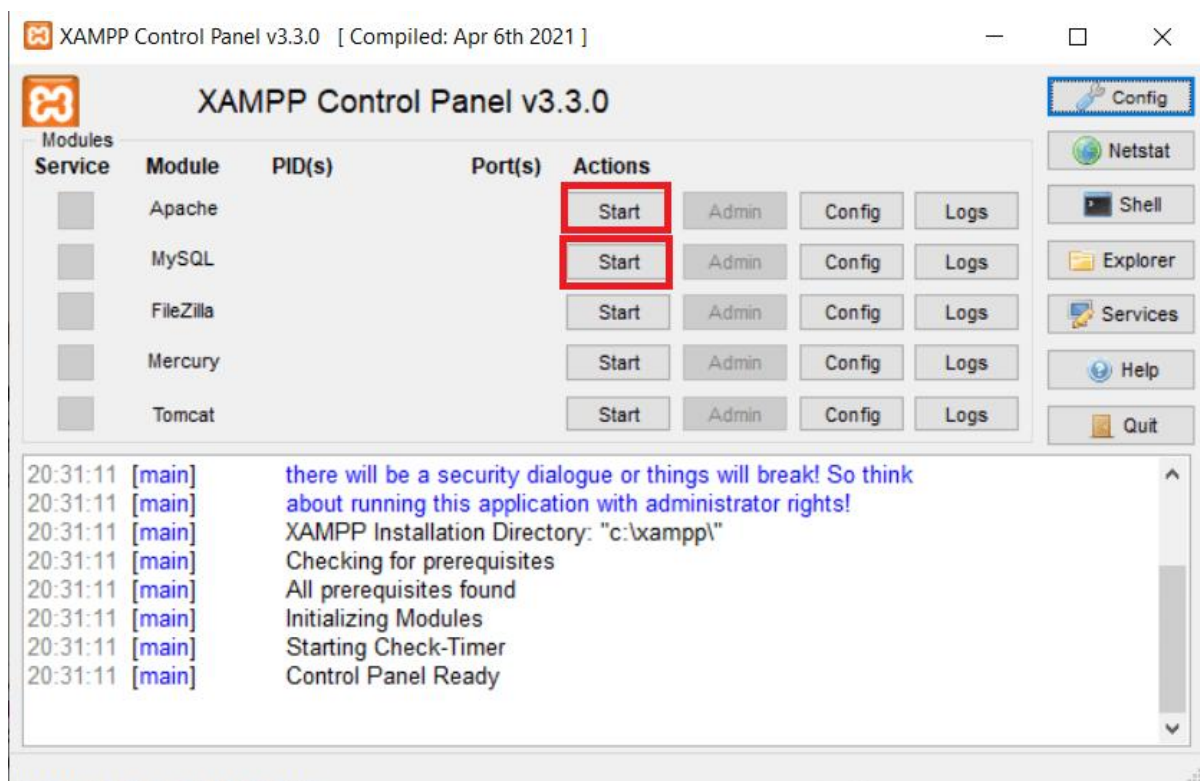 XAMPP Control Panel v3.3.0 [ Compiled: Apr 6th 2021 ]
XAMPP Control Panel v3.3.0
Config
Modules
Netstat
Service Module PID(s) Port(s) Actions
Apache Start Admin Config Logs
Shell
MySQL Start Admin Config Logs
Explorer
FileZilla Start Admin Config Logs
Services
Mercury Start Admin Config Logs
Help
Tomcat Start Admin Config Logs
Quit
20:31:11 [main] there will be a security dialogue or things will break! So think
20:31:11 [main] about running this application with administrator rights!
20:31:11 [main] XAMPP Installation Directory: "c:\xampp\"
20:31:11 [main] Checking for prerequisites
20:31:11 [main] All prerequisites found
20:31:11 [main] Initializing Modules
20:31:11 [main] Starting Check-Timer
20:31:11 [main] Control Panel Ready